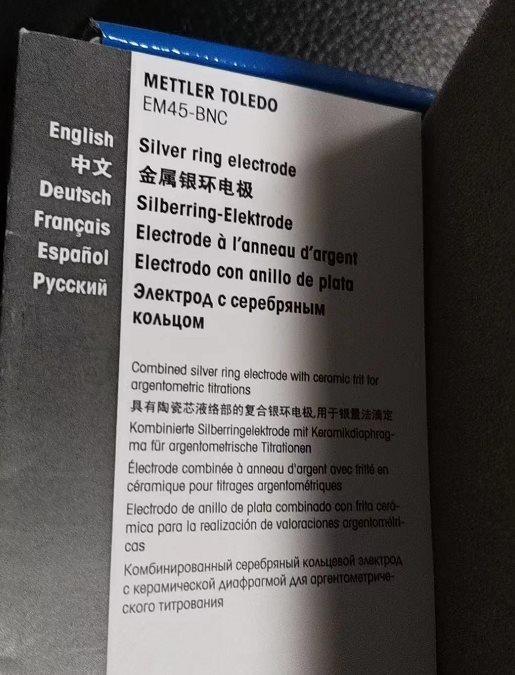 METTLER TOLEDO
EM45-BNC
English
中文
Deutsch
Français
Español
Русский
Silver ring electrode
金属银环电极
Silberring-Elektrode
Electrode à l'anneau d'argent
Electrodo con anillo de plata
Электрод с серебряным
кольцом
Combined silver ring electrode with ceramic frit for
argentometric titrations
具有陶瓷芯液络部的复合银环电极,用于银量法滴定
Kombinierte Silberringelektrode mit Keramikdiaphrag-
ma für argentometrische Titrationen
Électrode combinée à anneau d'argent avec fritté en
céramique pour titrages argentométriques
Electrodo de anillo de plata combinado con frita cerá-
mica para la realización de valoraciones argentométri-
cas
Комбинированный серебряный кольцевой электрод
с керамической диафрагмой для аргентометриче-
ского титрования